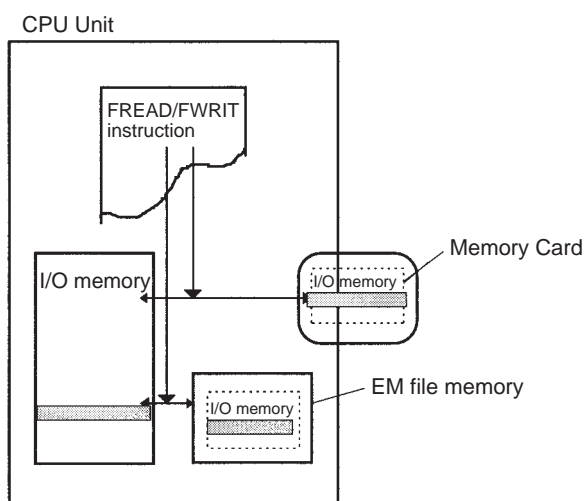 CPU Unit
FREAD/FWRIT
instruction
Memory Card
I/O memory
I/O memory
EM file memory
I/O memory